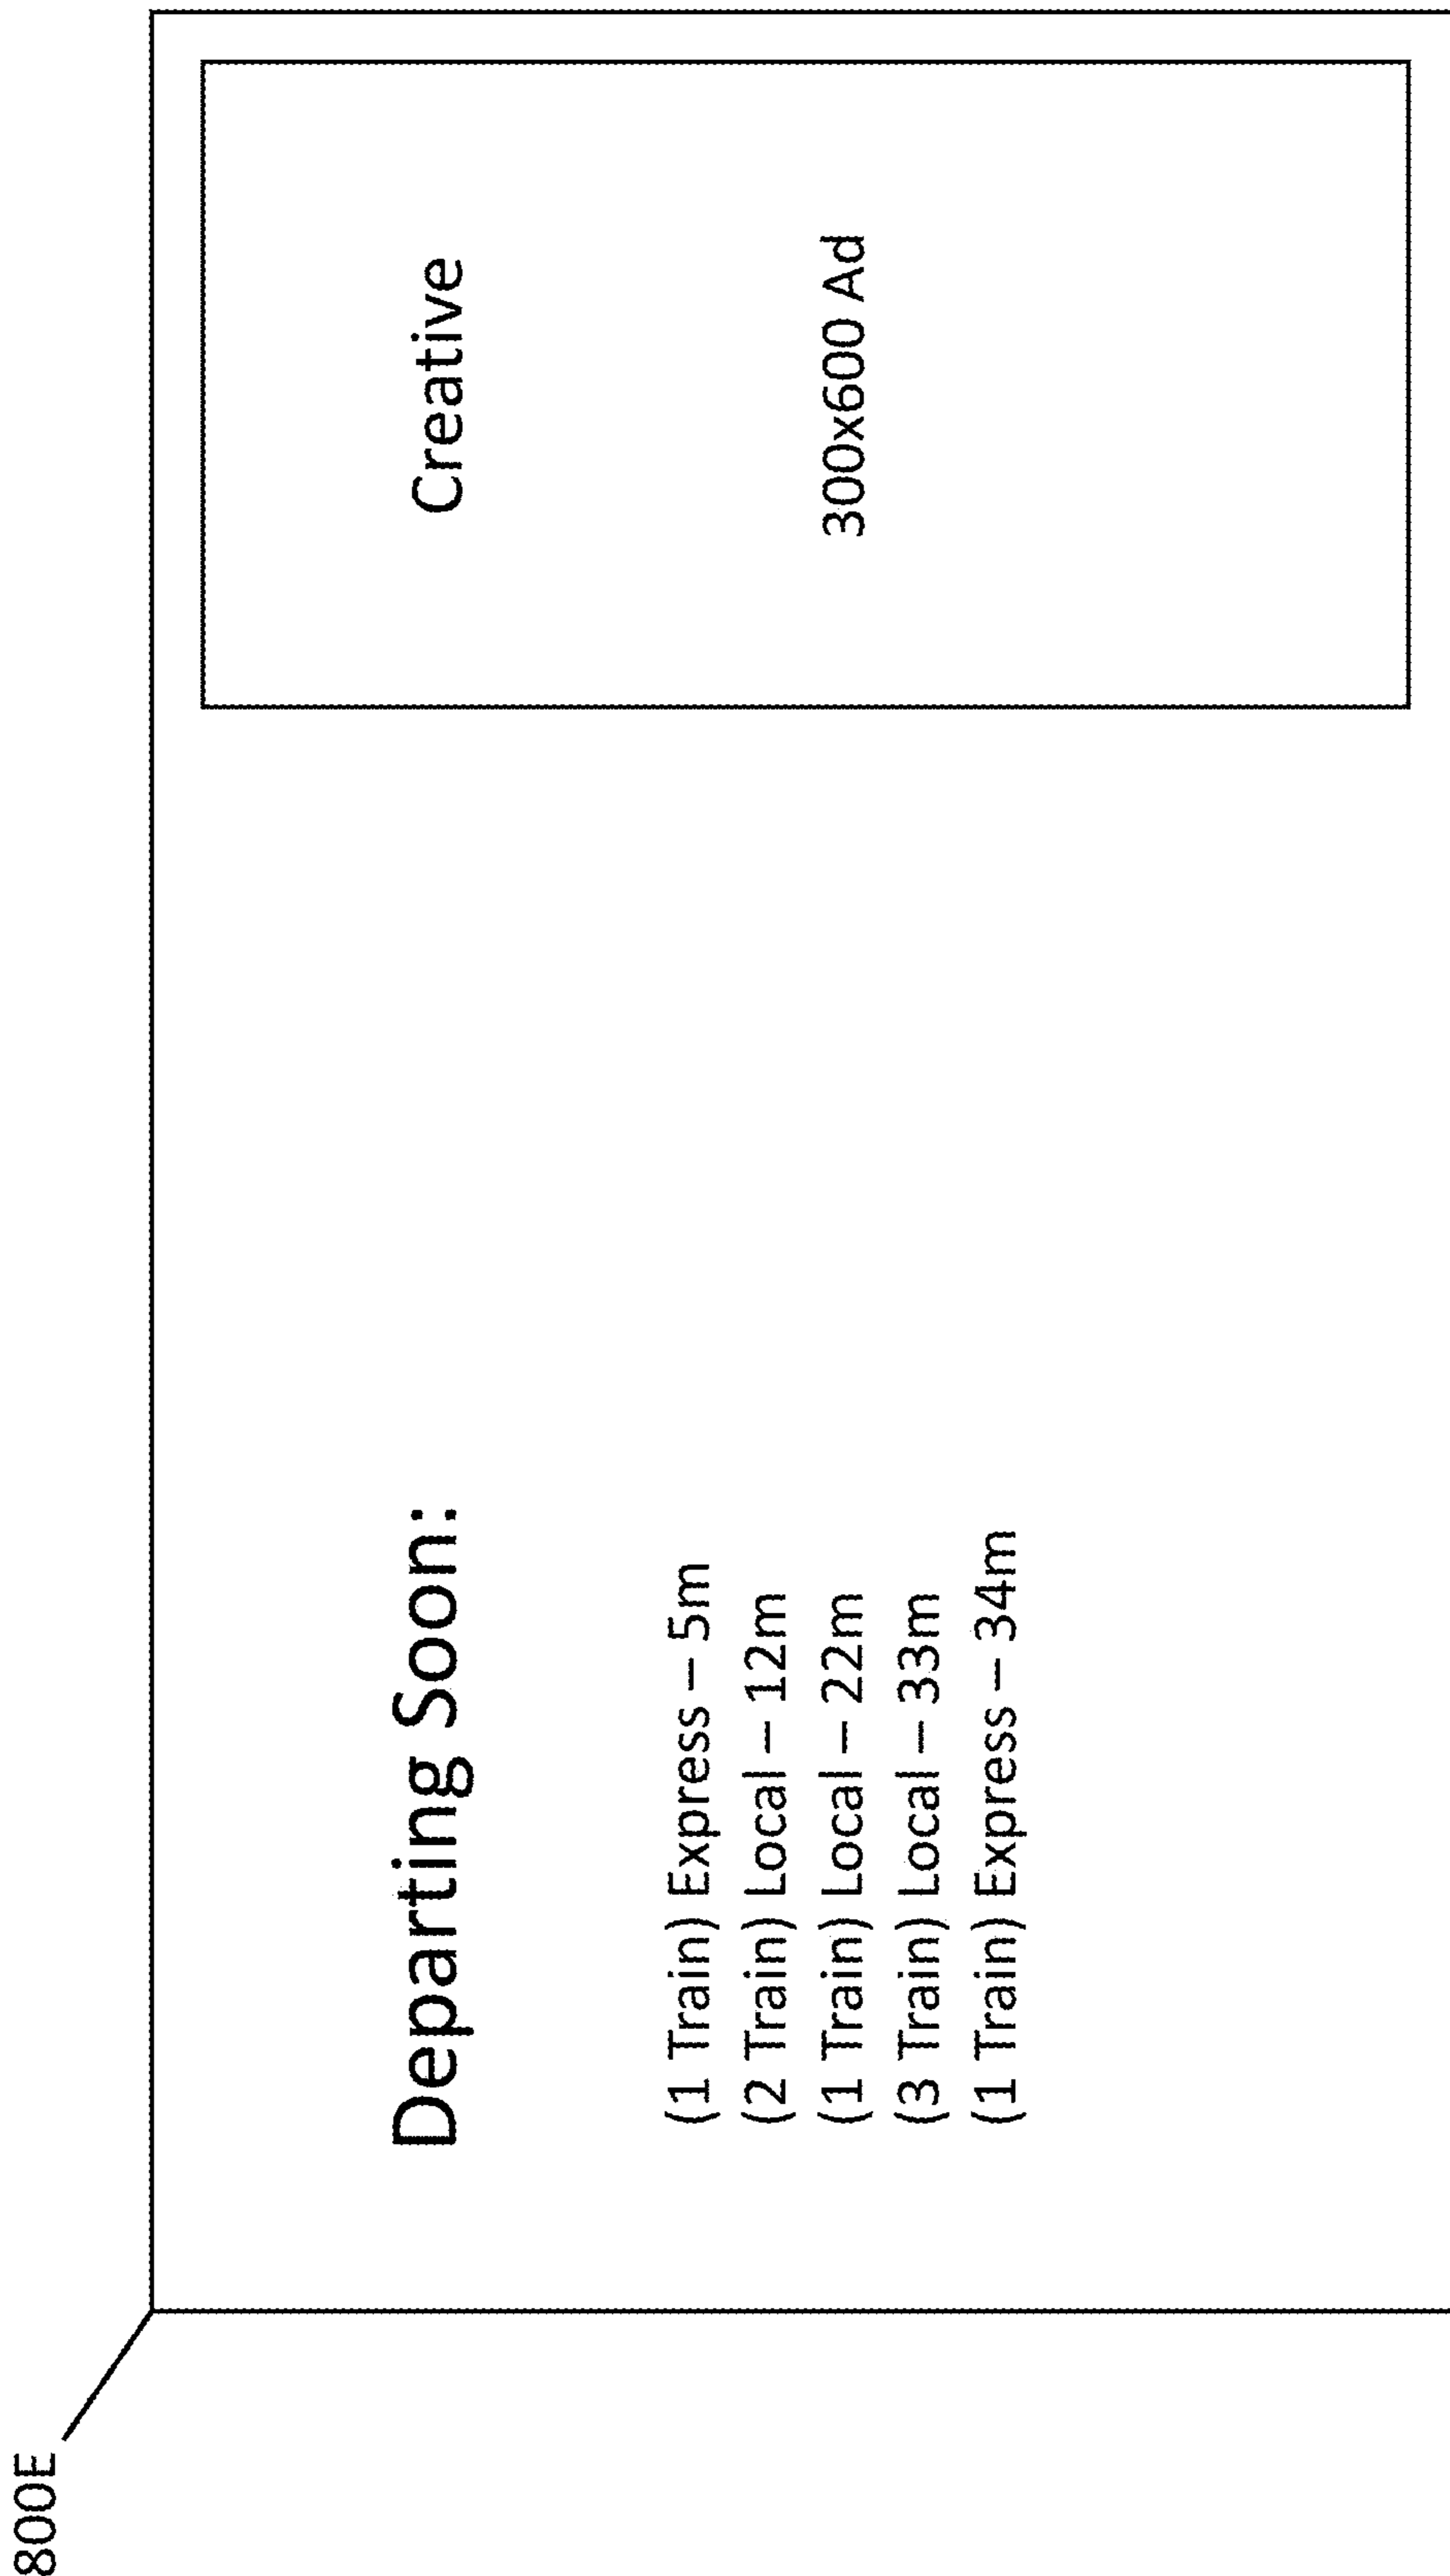 800E
Departing Soon:
(1 Train) Express – 5m
(2 Train) Local – 12m
(1 Train) Local – 22m
(3 Train) Local – 33m
(1 Train) Express – 34m
Creative
300x600 Ad